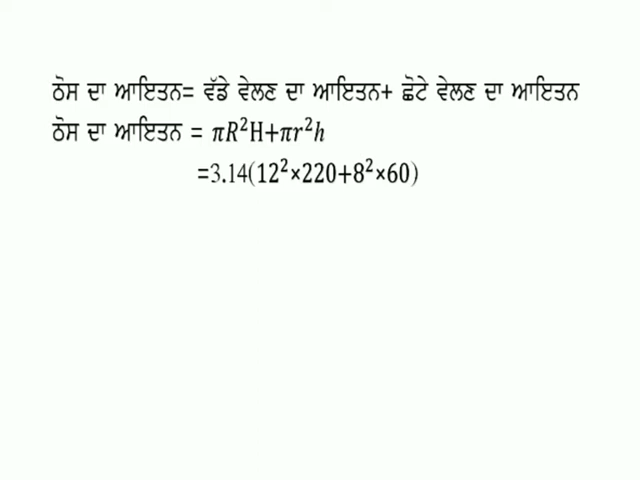 ਠੋਸ ਦਾ ਆਇਤਨ= ਵੱਡੇ ਵੇਲਣ ਦਾ ਆਇਤਨ+ ਛੋਟੇ ਵੇਲਣ ਦਾ ਆਇਤਨ
ਠੋਸ ਦਾ ਆਇਤਨ = πR²H+πr²h
=3.14(12²×220+8²×60)